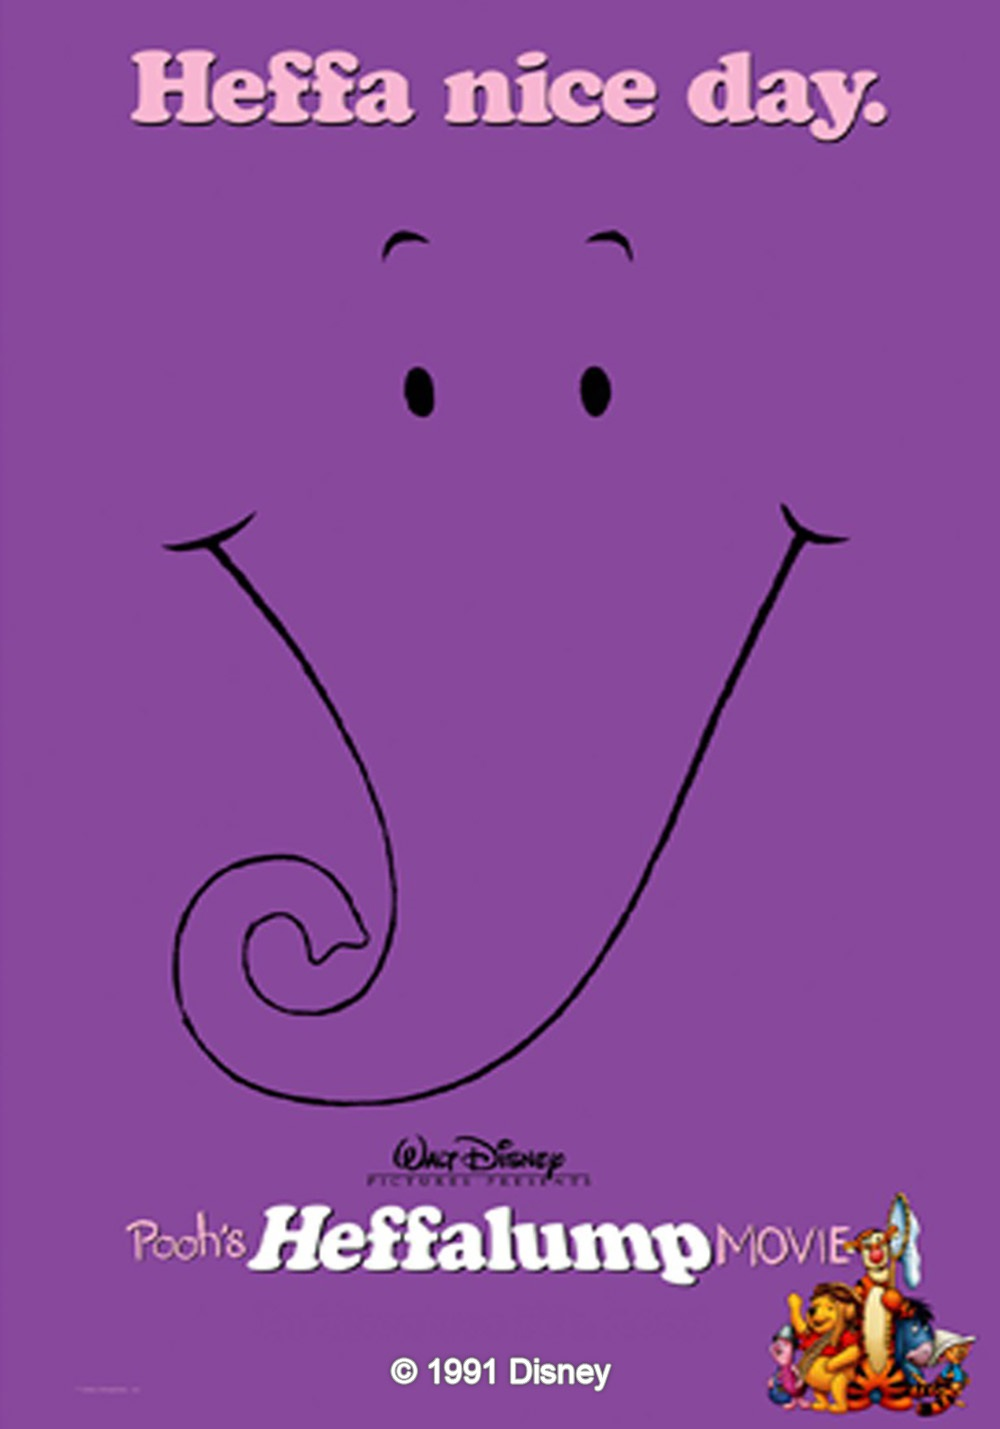 Heffa nice day.
WALT DISNEY
PICTURES PRESENTS
Pooh's Heffalump MOVIE
© 1991 Disney